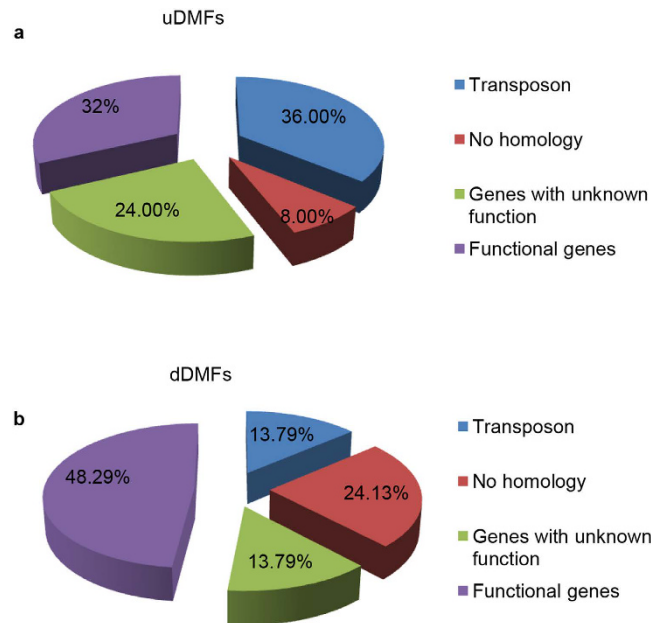 uDMFs
a
32%
36.00%
24.00%
8.00%
Transposon
No homology
Genes with unknown
function
Functional genes
dDMFs
b
48.29%
13.79%
24.13%
13.79%
Transposon
No homology
Genes with unknown
function
Functional genes